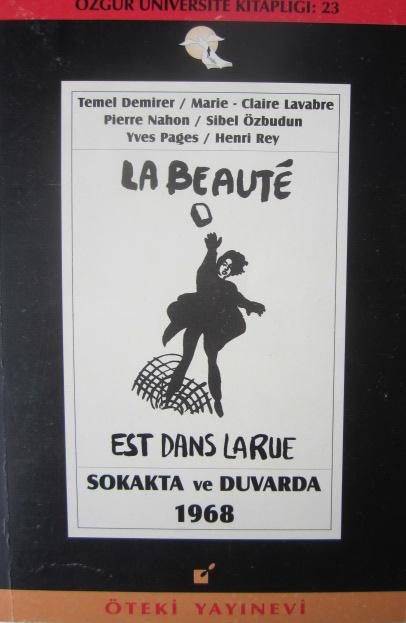 ÖZGÜR ÜNİVERSİTE KİTAPLIĞI: 23
Temel Demirer / Marie - Claire Lavabre
Pierre Nahon / Sibel Özbudun
Yves Pages / Henri Rey
LA BEAUTÉ
EST DANS LA RUE
SOKAKTA ve DUVARDA
1968
ÖTEKİ YAYINEVİ